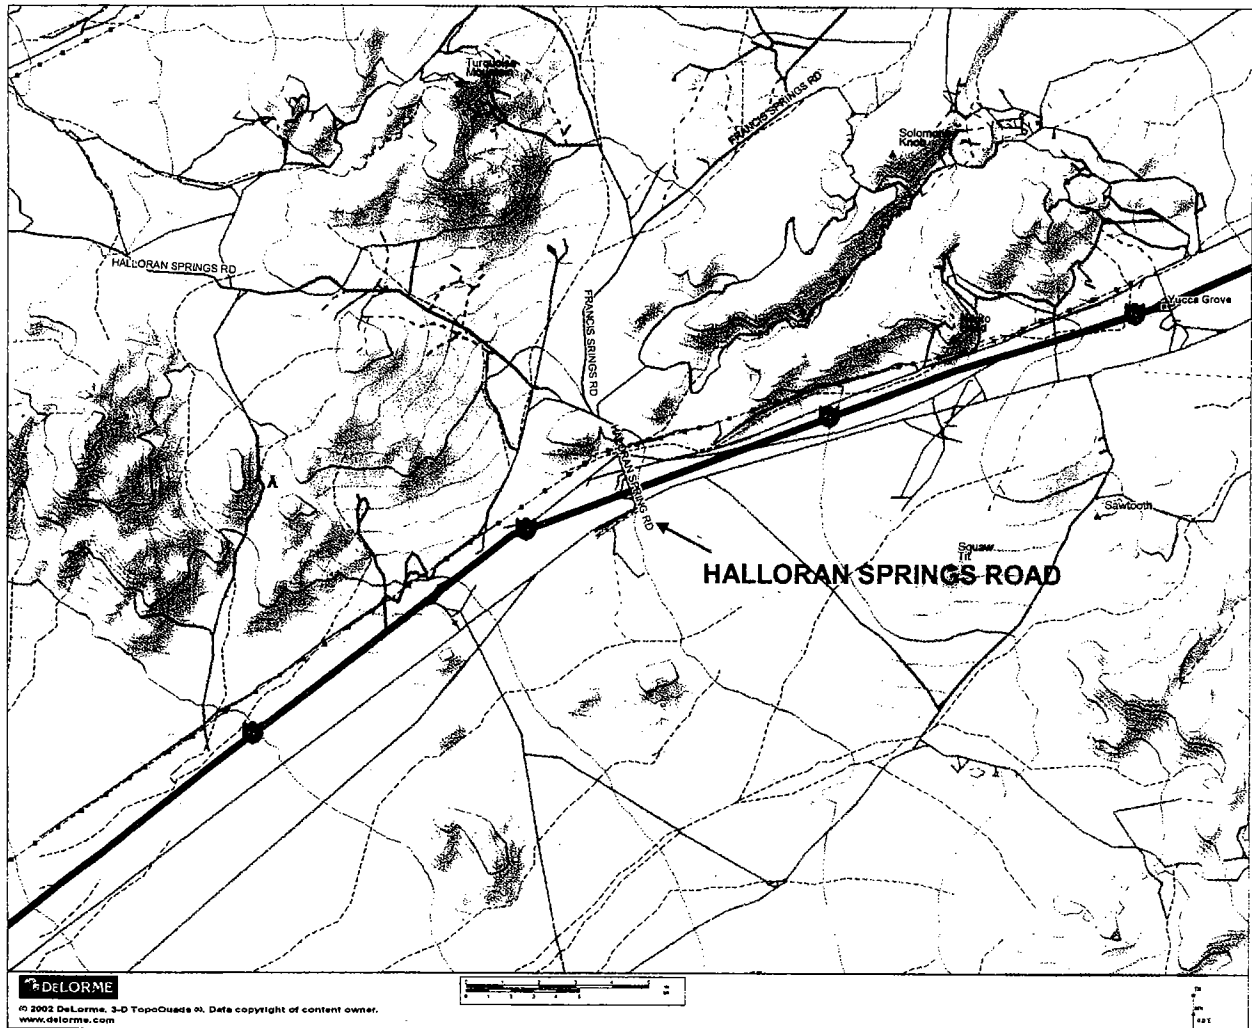 Turquoise
Mountain
FRANCIS SPRINGS RD
Solomons
Knob
HALLORAN SPRINGS RD
FRANCIS SRINGS RD
Yucca Grove
HALLORAN SPRING RD
Sawtooth
Squaw
Tit
HALLORAN SPRINGS ROAD
DELORME
© 2002 DeLorme. 3-D TopoQuads ®. Data copyright of content owner.
www.delorme.com